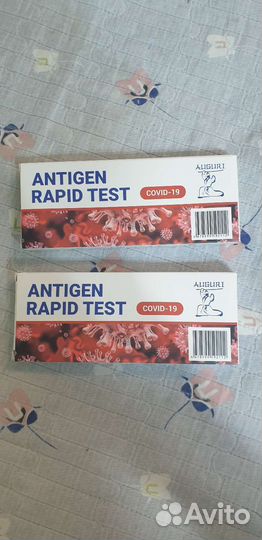 ANTIGEN
RAPID TEST
COVID-19
AUGURI
ANTIGEN
RAPID TEST
COVID-19
AUGURI
Avito